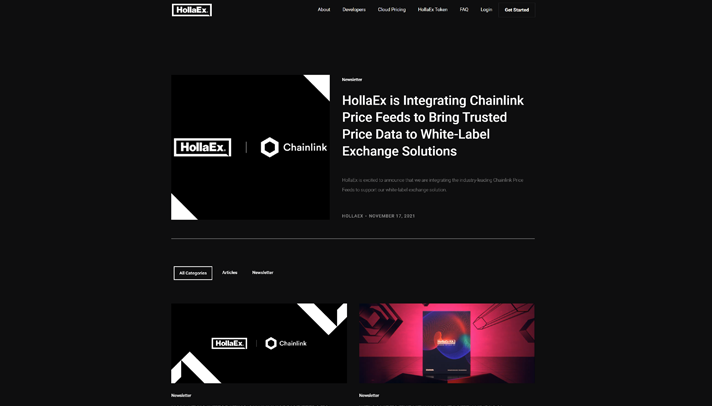 HollaEx.
About
Developers
Cloud Pricing
HollaEx Token
FAQ
Login
Get Started
HollaEx. | Chainlink
Newsletter
HollaEx is Integrating Chainlink
Price Feeds to Bring Trusted
Price Data to White-Label
Exchange Solutions
HollaEx is excited to announce that we are integrating the industry-leading Chainlink Price
Feeds to support our white-label exchange solution.
HOLLAEX - NOVEMBER 17, 2021
All Categories
Articles
Newsletter
HollaEx. | Chainlink
Newsletter
Newsletter